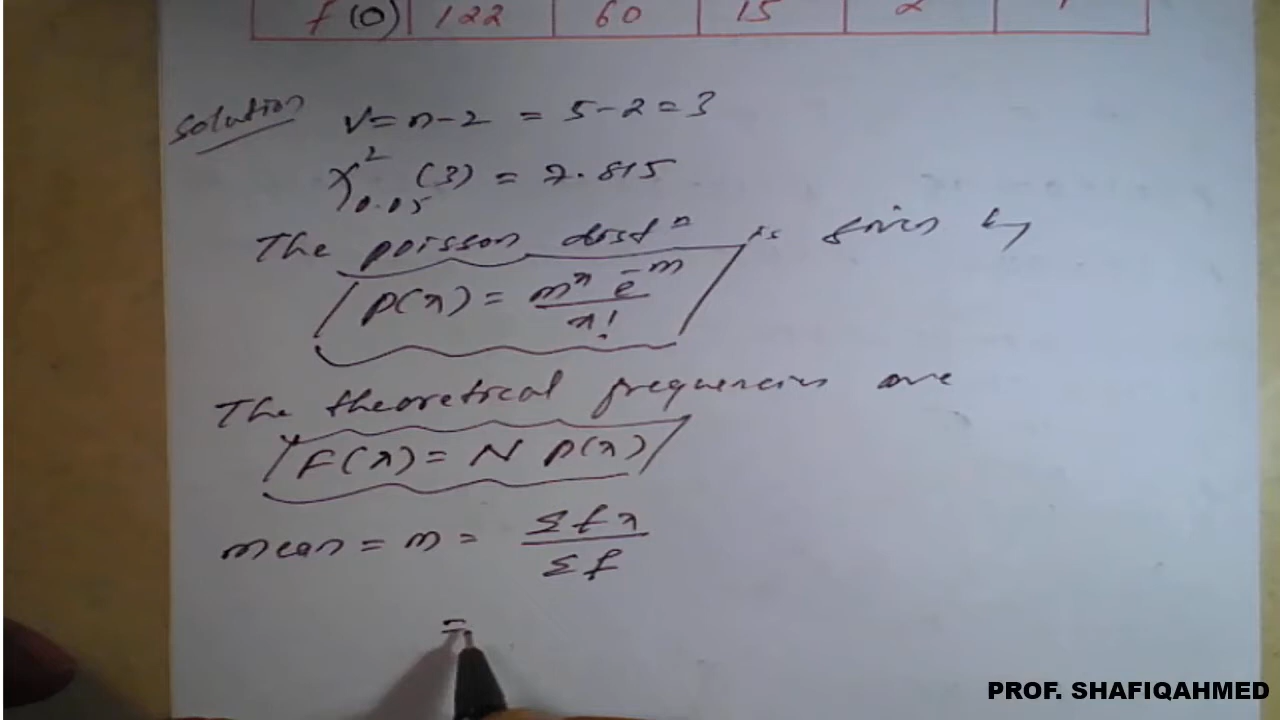 f(0) 122 60 15 2 1
Solution V=n-2 = 5-2=3
χ²0.05 (3) = 7.815
The poisson distⁿ is given by
P(x) = m^x e^-m / x!
The theoretical frequencies are
F(x) = N P(x)
mean = m = Σfx / Σf
=
PROF. SHAFIQAHMED